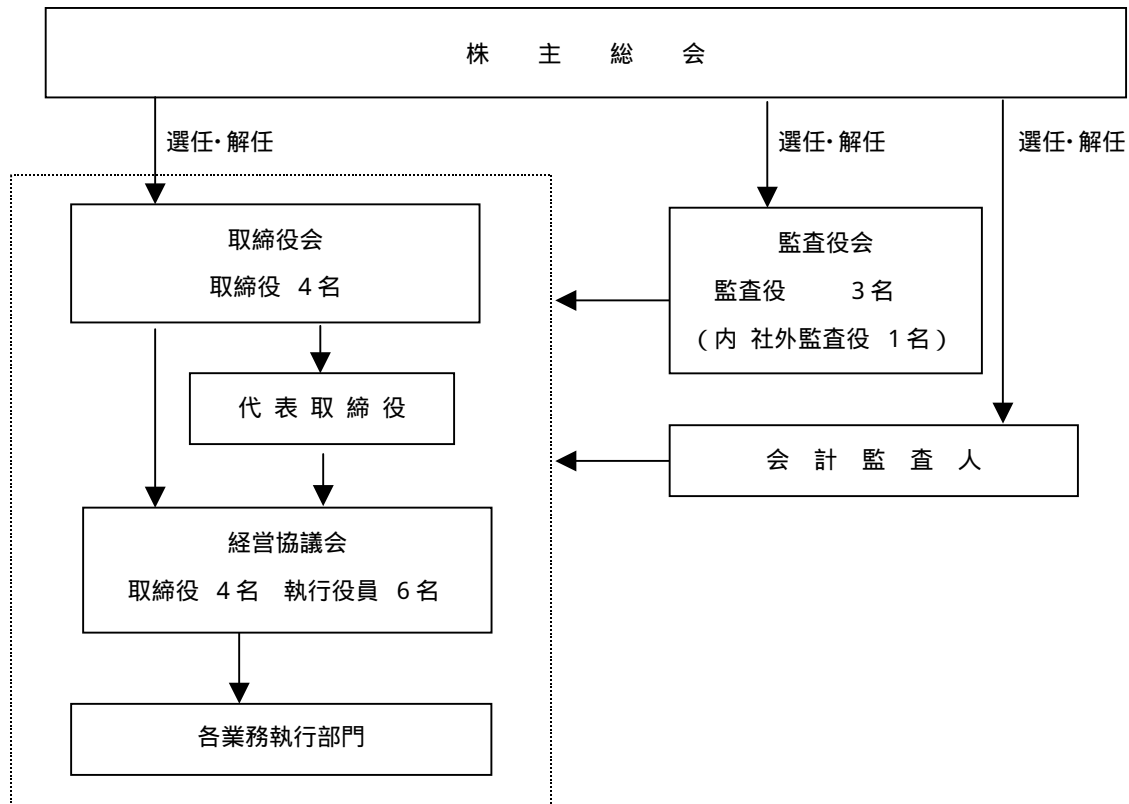 株 主 総 会
選任・解任
選任・解任
選任・解任
取締役会
取締役 4名
監査役会
監査役 3名
(内 社外監査役 1名)
代 表 取 締 役
会 計 監 査 人
経営協議会
取締役 4名 執行役員 6名
各業務執行部門